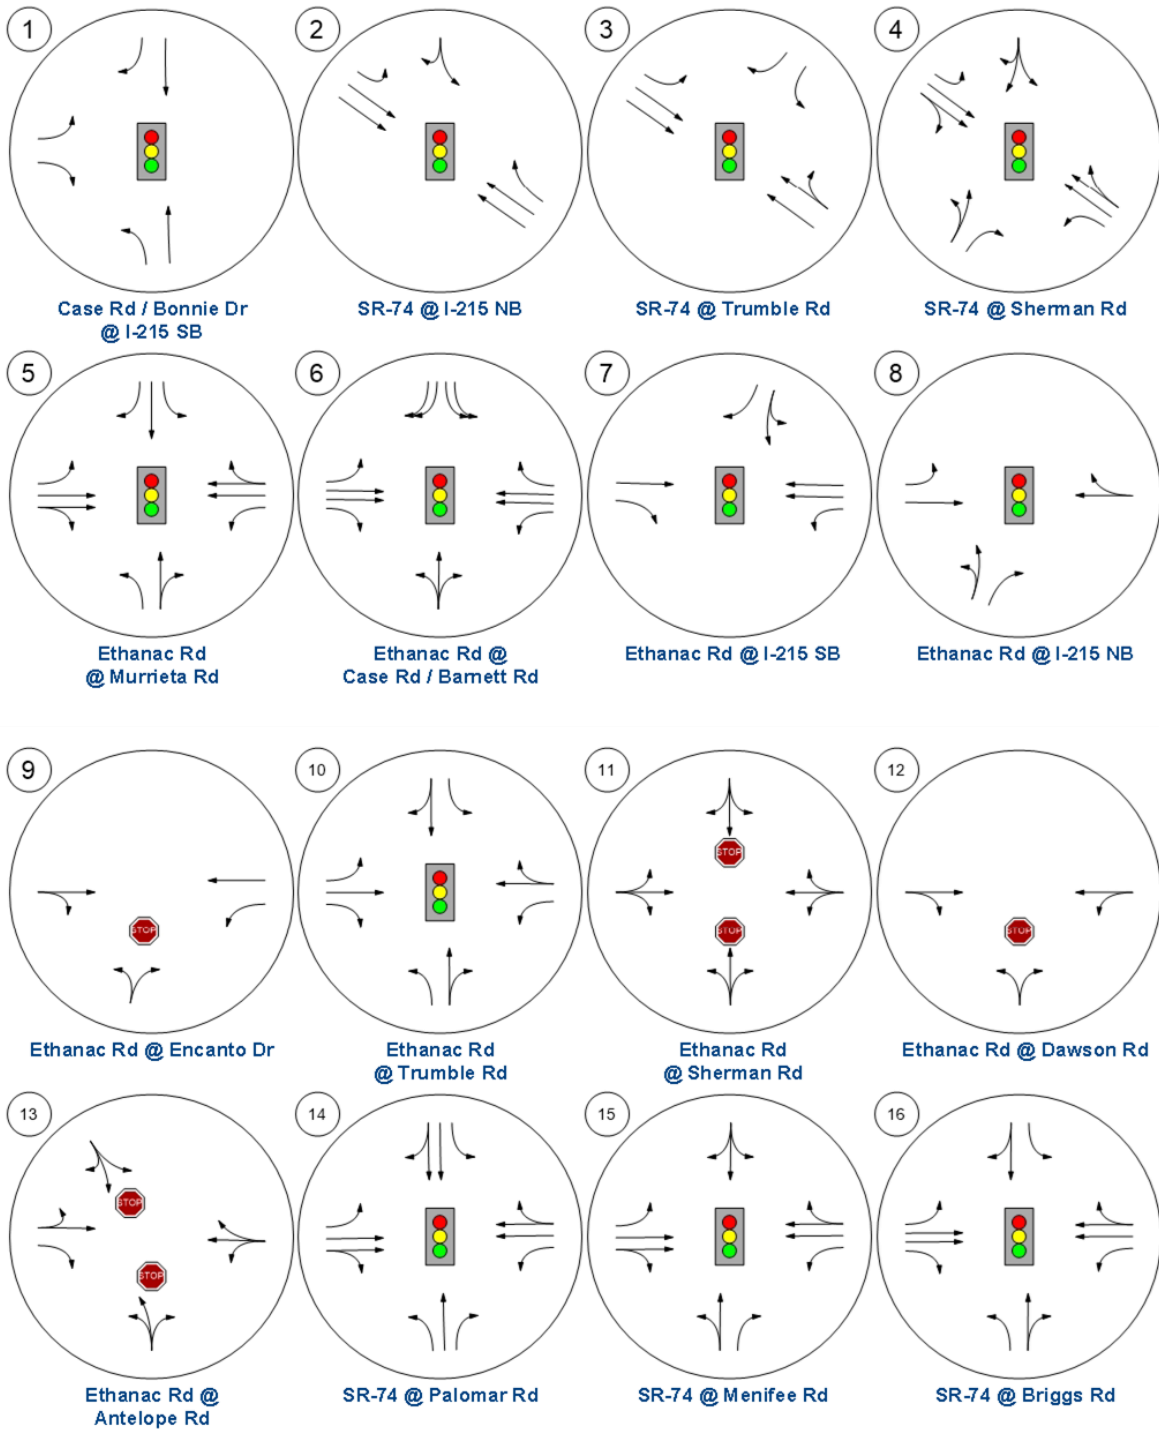 1
2
3
4
Case Rd / Bonnie Dr
@ I-215 SB
SR-74 @ I-215 NB
SR-74 @ Trumble Rd
SR-74 @ Sherman Rd
5
6
7
8
Ethanac Rd
@ Murrieta Rd
Ethanac Rd @
Case Rd / Barnett Rd
Ethanac Rd @ I-215 SB
Ethanac Rd @ I-215 NB
9
10
11
12
STOP
STOP
STOP
STOP
Ethanac Rd @ Encanto Dr
Ethanac Rd
@ Trumble Rd
Ethanac Rd
@ Sherman Rd
Ethanac Rd @ Dawson Rd
13
14
15
16
STOP
STOP
Ethanac Rd @
Antelope Rd
SR-74 @ Palomar Rd
SR-74 @ Menifee Rd
SR-74 @ Briggs Rd